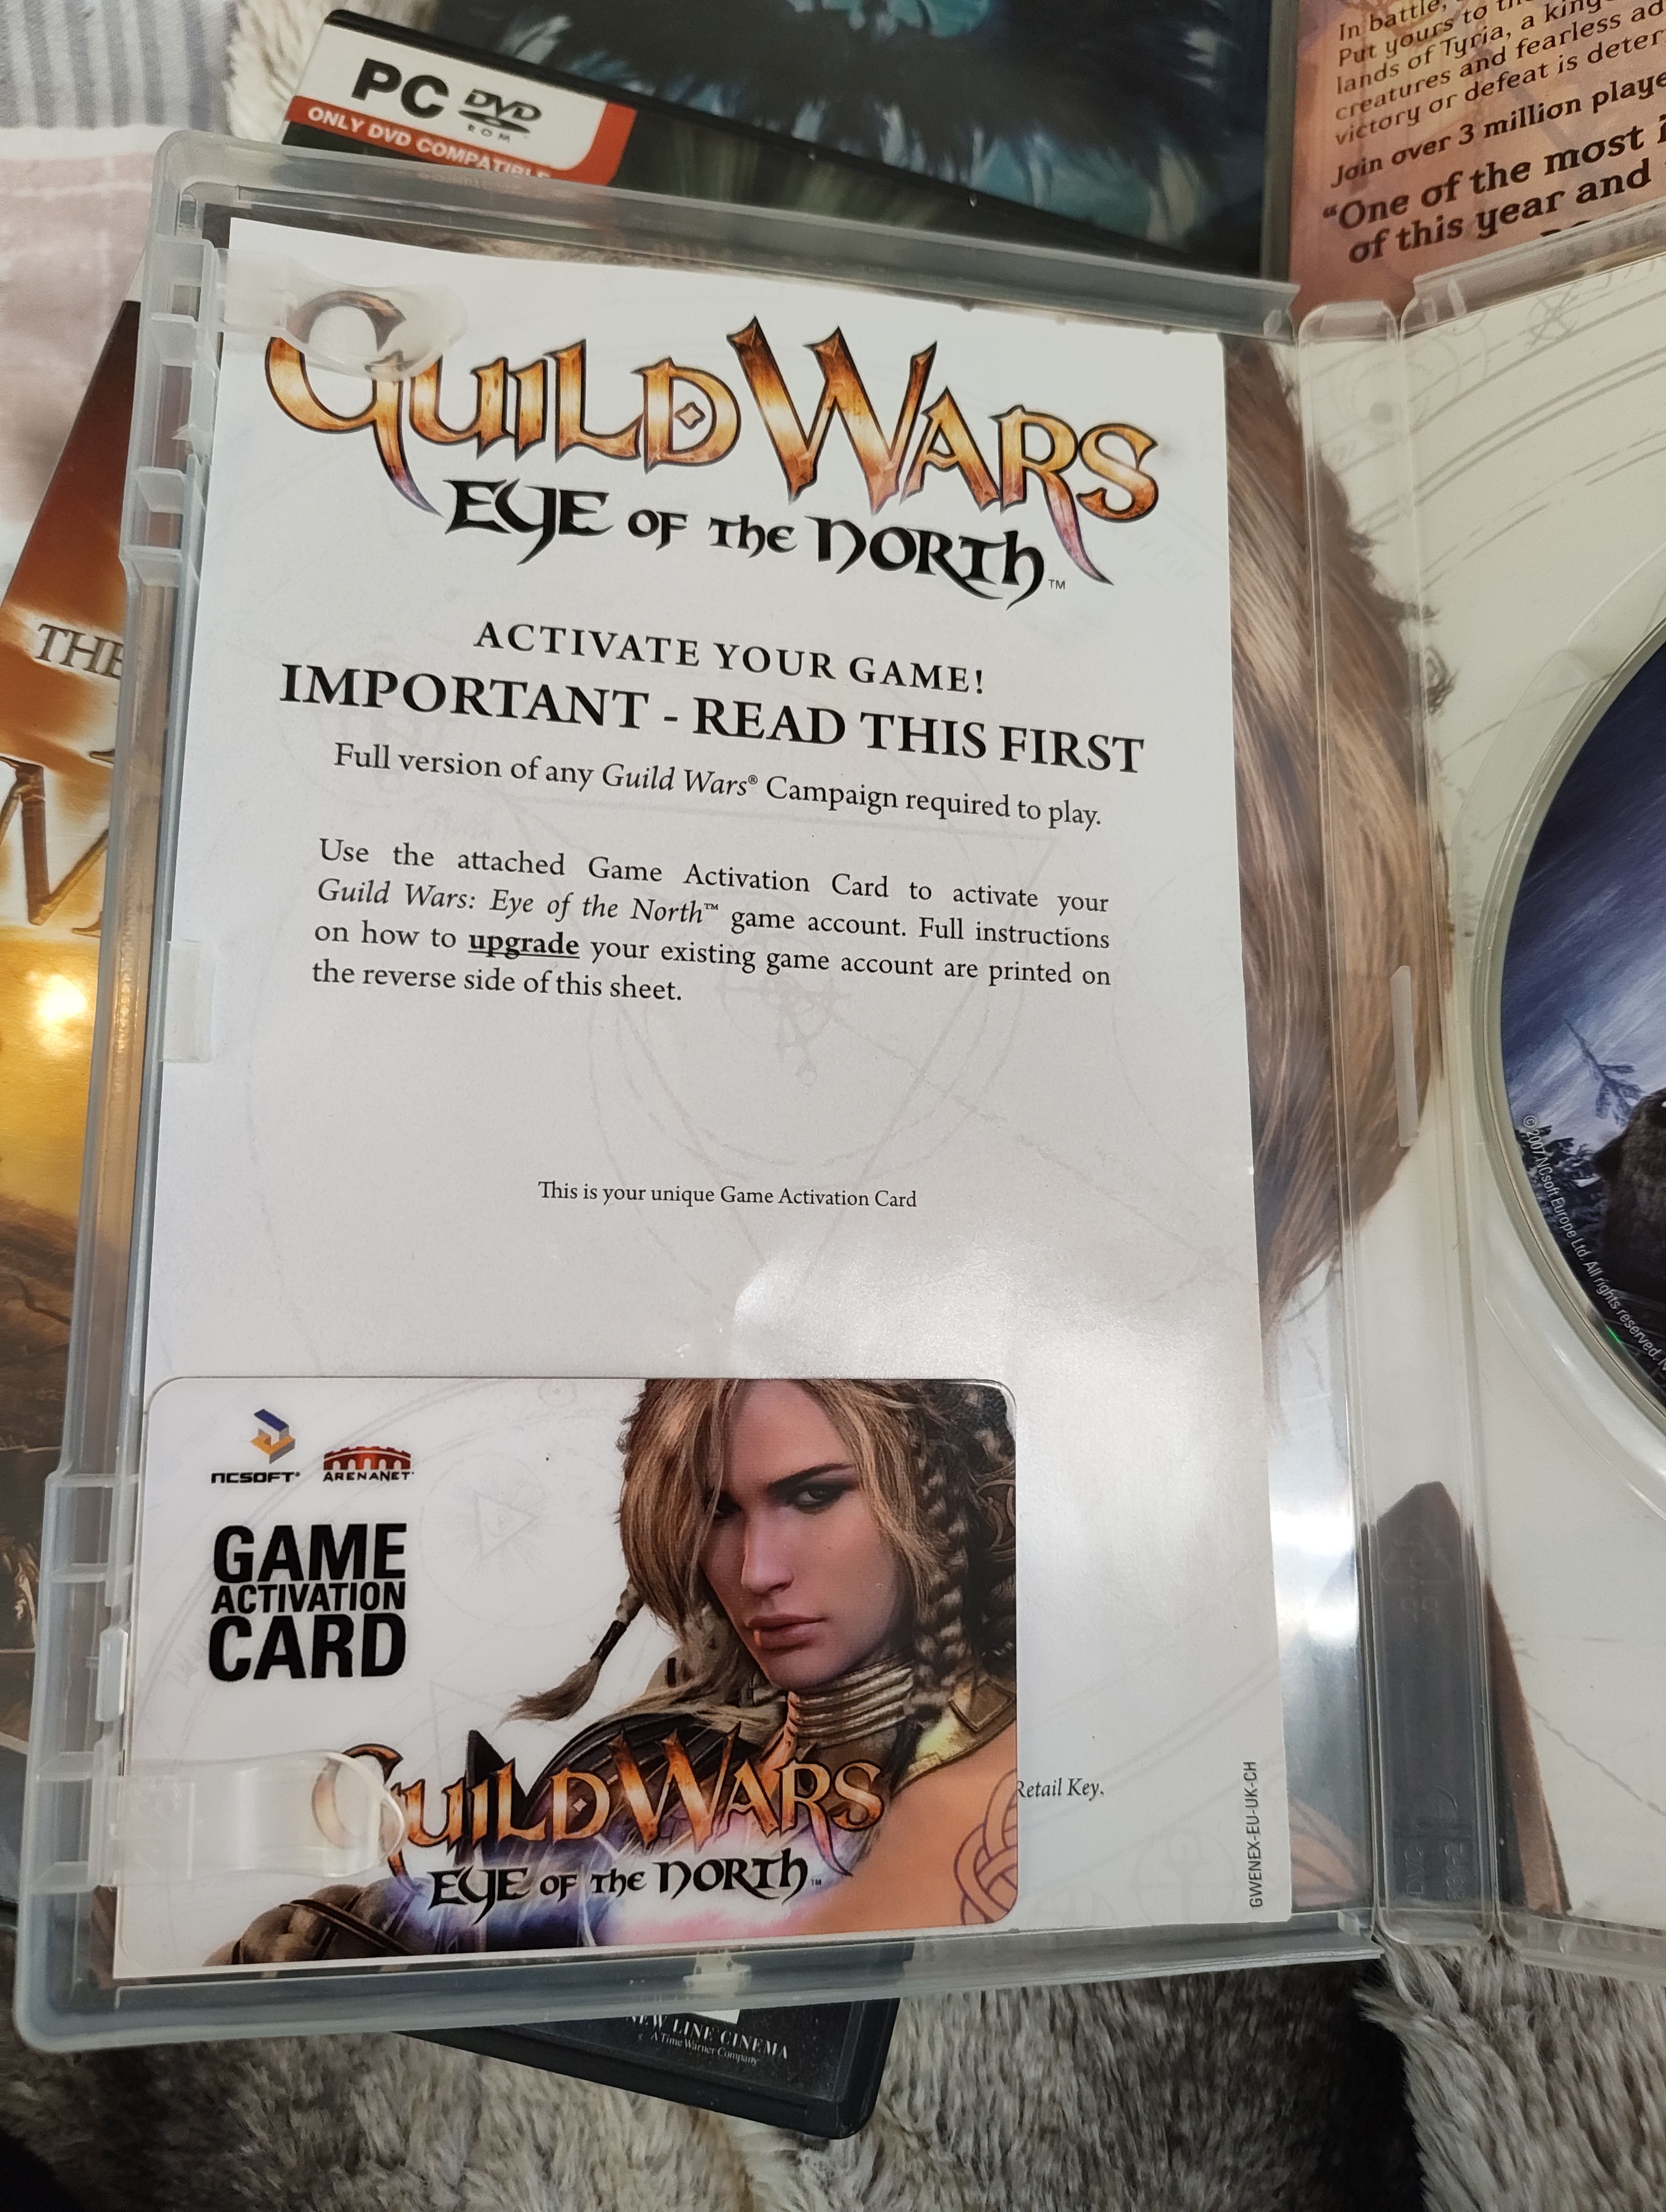 PC DVD
ROM
ONLY DVD COMPATIBLE
In battle,
Put yours to
lands of Tyria, a
creatures and fearless
victory or defeat is
Join over 3 million
"One of the most
of this year and
THE
GUILD WARS
EYE OF THE NORTH™
ACTIVATE YOUR GAME!
IMPORTANT - READ THIS FIRST
Full version of any Guild Wars® Campaign required to play.
Use the attached Game Activation Card to activate your
Guild Wars: Eye of the North™ game account. Full instructions
on how to upgrade your existing game account are printed on
the reverse side of this sheet.
This is your unique Game Activation Card
NCSOFT®
ARENANET®
GAME
ACTIVATION
CARD
GUILD WARS
EYE OF THE NORTH™
Retail Key.
GWENEX-EU-UK-CH
©2007 NCsoft Europe Ltd. All rights reserved.
NEW LINE CINEMA
A Time Warner Company